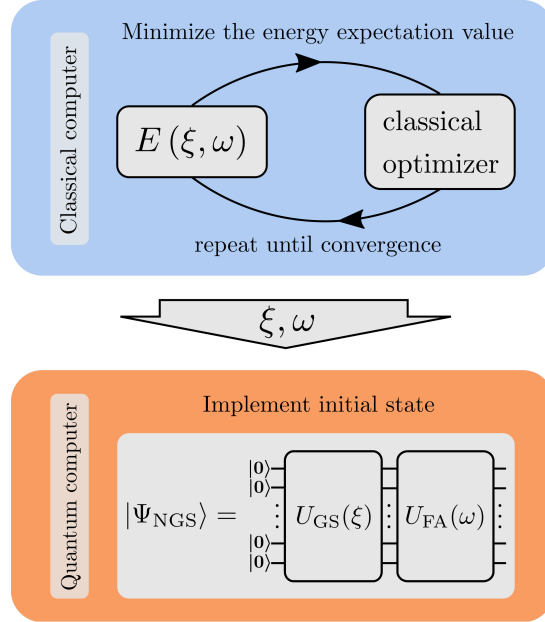 Minimize the energy expectation value
Classical computer
E (ξ, ω)
classical
optimizer
repeat until convergence
ξ, ω
Implement initial state
Quantum computer
|Ψ_NGS⟩ =
|0⟩
|0⟩
⋮
|0⟩
|0⟩
U_GS(ξ)
⋮
U_FA(ω)
⋮